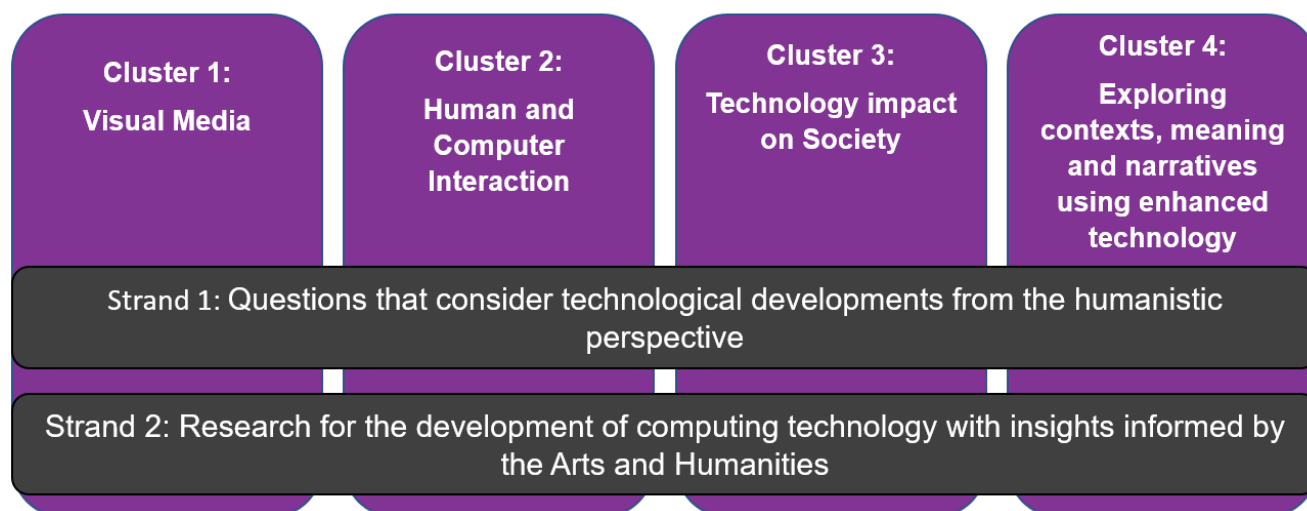 Cluster 1:
Visual Media
Cluster 2:
Human and
Computer
Interaction
Cluster 3:
Technology impact
on Society
Cluster 4:
Exploring
contexts, meaning
and narratives
using enhanced
technology
Strand 1: Questions that consider technological developments from the humanistic
perspective
Strand 2: Research for the development of computing technology with insights informed by
the Arts and Humanities